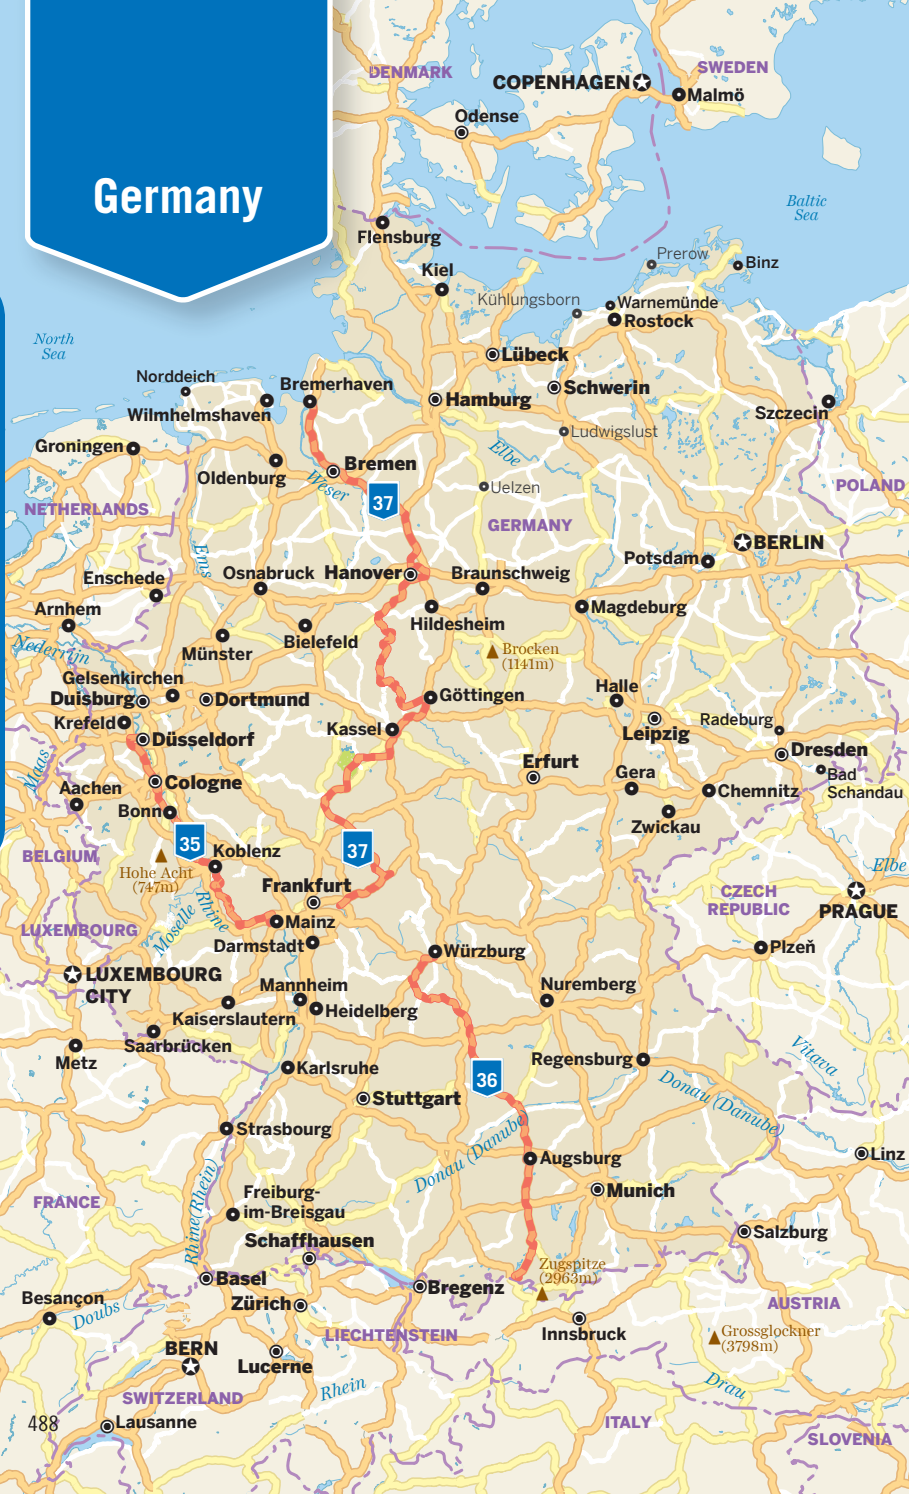 Germany
DENMARK
SWEDEN
COPENHAGEN
Malmö
Odense
Baltic
Sea
Flensburg
Prerow
Binz
Kiel
Kühlungsborn
Warnemünde
Rostock
North
Sea
Lübeck
Norddeich
Bremerhaven
Schwerin
Wilmhelmshaven
Hamburg
Szczecin
Ludwigslust
Groningen
Elbe
Oldenburg
Bremen
Weser
Uelzen
POLAND
37
NETHERLANDS
GERMANY
BERLIN
Ems
Potsdam
Enschede
Osnabruck
Hanover
Braunschweig
Arnhem
Magdeburg
Hildesheim
Nederrijn
Münster
Bielefeld
Brocken
(1141m)
Gelsenkirchen
Duisburg
Dortmund
Göttingen
Halle
Krefeld
Düsseldorf
Kassel
Leipzig
Radeburg
Dresden
Maas
Cologne
Erfurt
Gera
Bad
Schandau
Aachen
Chemnitz
Bonn
Zwickau
35
37
BELGIUM
Koblenz
Hohe Acht
(747m)
Elbe
Frankfurt
CZECH
REPUBLIC
PRAGUE
Rhine
Moselle
Mainz
LUXEMBOURG
Darmstadt
Würzburg
Plzeň
LUXEMBOURG
CITY
Mannheim
Nuremberg
Kaiserslautern
Heidelberg
Saarbrücken
Vltava
Metz
Karlsruhe
Regensburg
36
Stuttgart
Donau (Danube)
Strasbourg
Donau (Danube)
Augsburg
Linz
Munich
FRANCE
Freiburg-
im-Breisgau
Rhine(Rhein)
Schaffhausen
Salzburg
Zugspitze
(2963m)
Basel
Bregenz
Besançon
Doubs
Zürich
AUSTRIA
LIECHTENSTEIN
Innsbruck
Grossglockner
(3798m)
BERN
Lucerne
Rhein
Drau
SWITZERLAND
488
Lausanne
ITALY
SLOVENIA